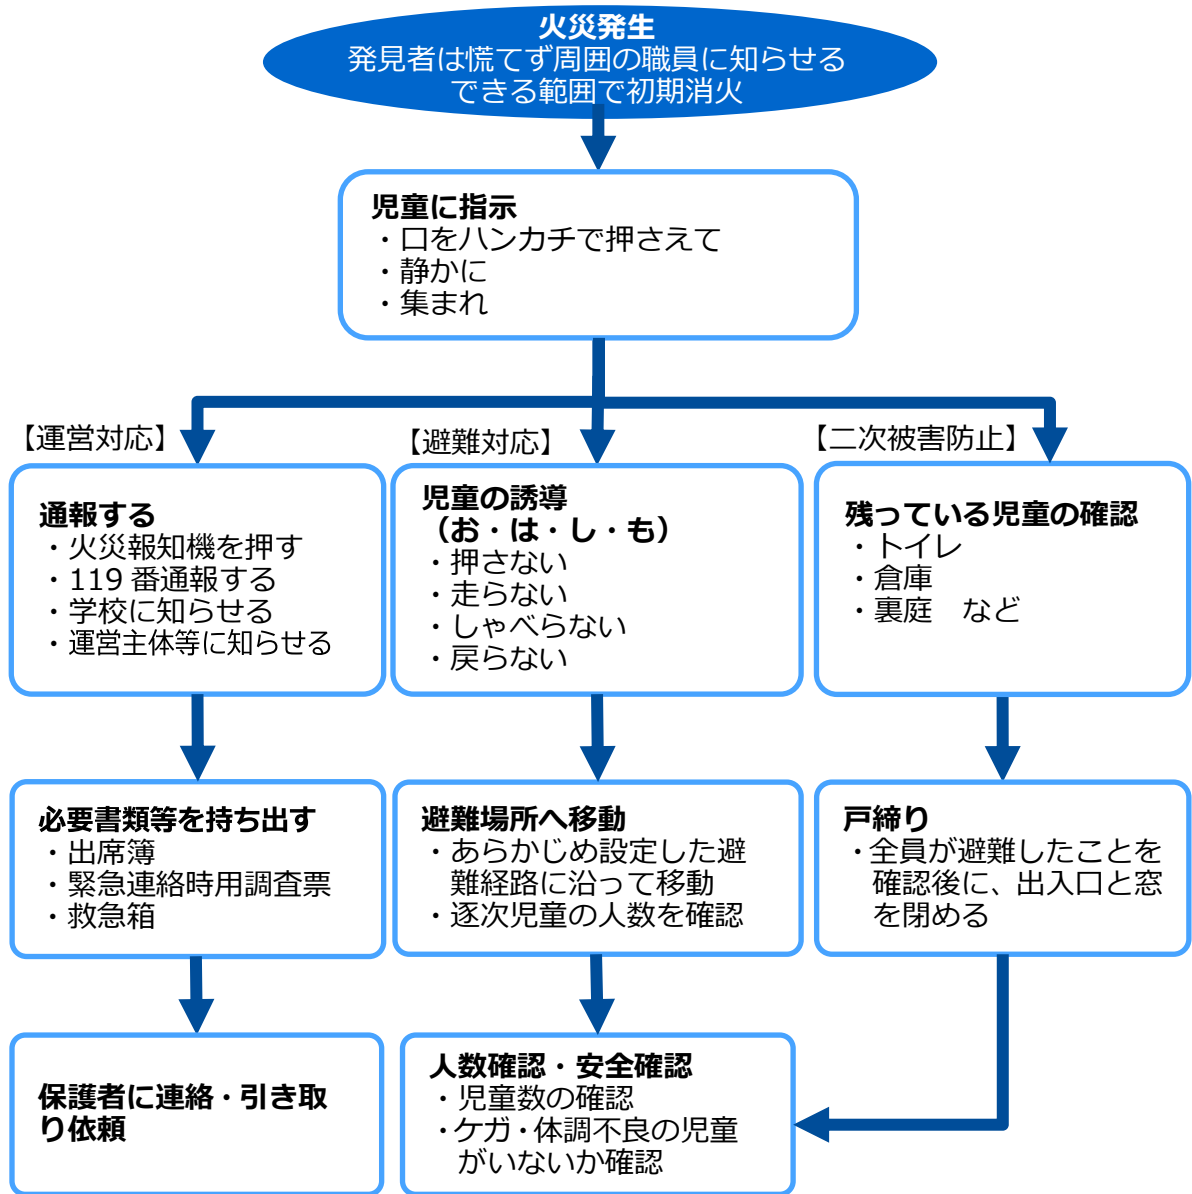 火災発生
発見者は慌てず周囲の職員に知らせる
できる範囲で初期消火
児童に指示
・口をハンカチで押さえて
・静かに
・集まれ
【運営対応】
通報する
・火災報知機を押す
・119 番通報する
・学校に知らせる
・運営主体等に知らせる
必要書類等を持ち出す
・出席簿
・緊急連絡時用調査票
・救急箱
保護者に連絡・引き取
り依頼
【避難対応】
児童の誘導
（お・は・し・も）
・押さない
・走らない
・しゃべらない
・戻らない
避難場所へ移動
・あらかじめ設定した避
難経路に沿って移動
・逐次児童の人数を確認
人数確認・安全確認
・児童数の確認
・ケガ・体調不良の児童
がいないか確認
【二次被害防止】
残っている児童の確認
・トイレ
・倉庫
・裏庭　など
戸締り
・全員が避難したことを
確認後に、出入口と窓
を閉める